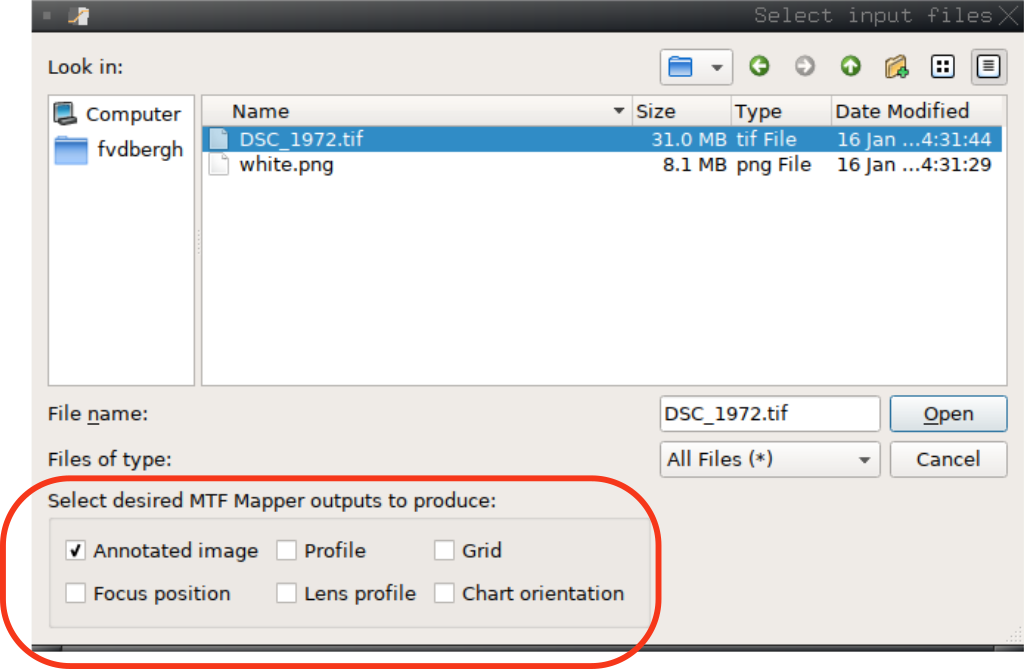 Select input files
Look in:
Computer
fvdbergh
Name Size Type Date Modified
DSC_1972.tif 31.0 MB tif File 16 Jan ...4:31:44
white.png 8.1 MB png File 16 Jan ...4:31:29
File name: DSC_1972.tif Open
Files of type: All Files (*) Cancel
Select desired MTF Mapper outputs to produce:
Annotated image Profile Grid
Focus position Lens profile Chart orientation